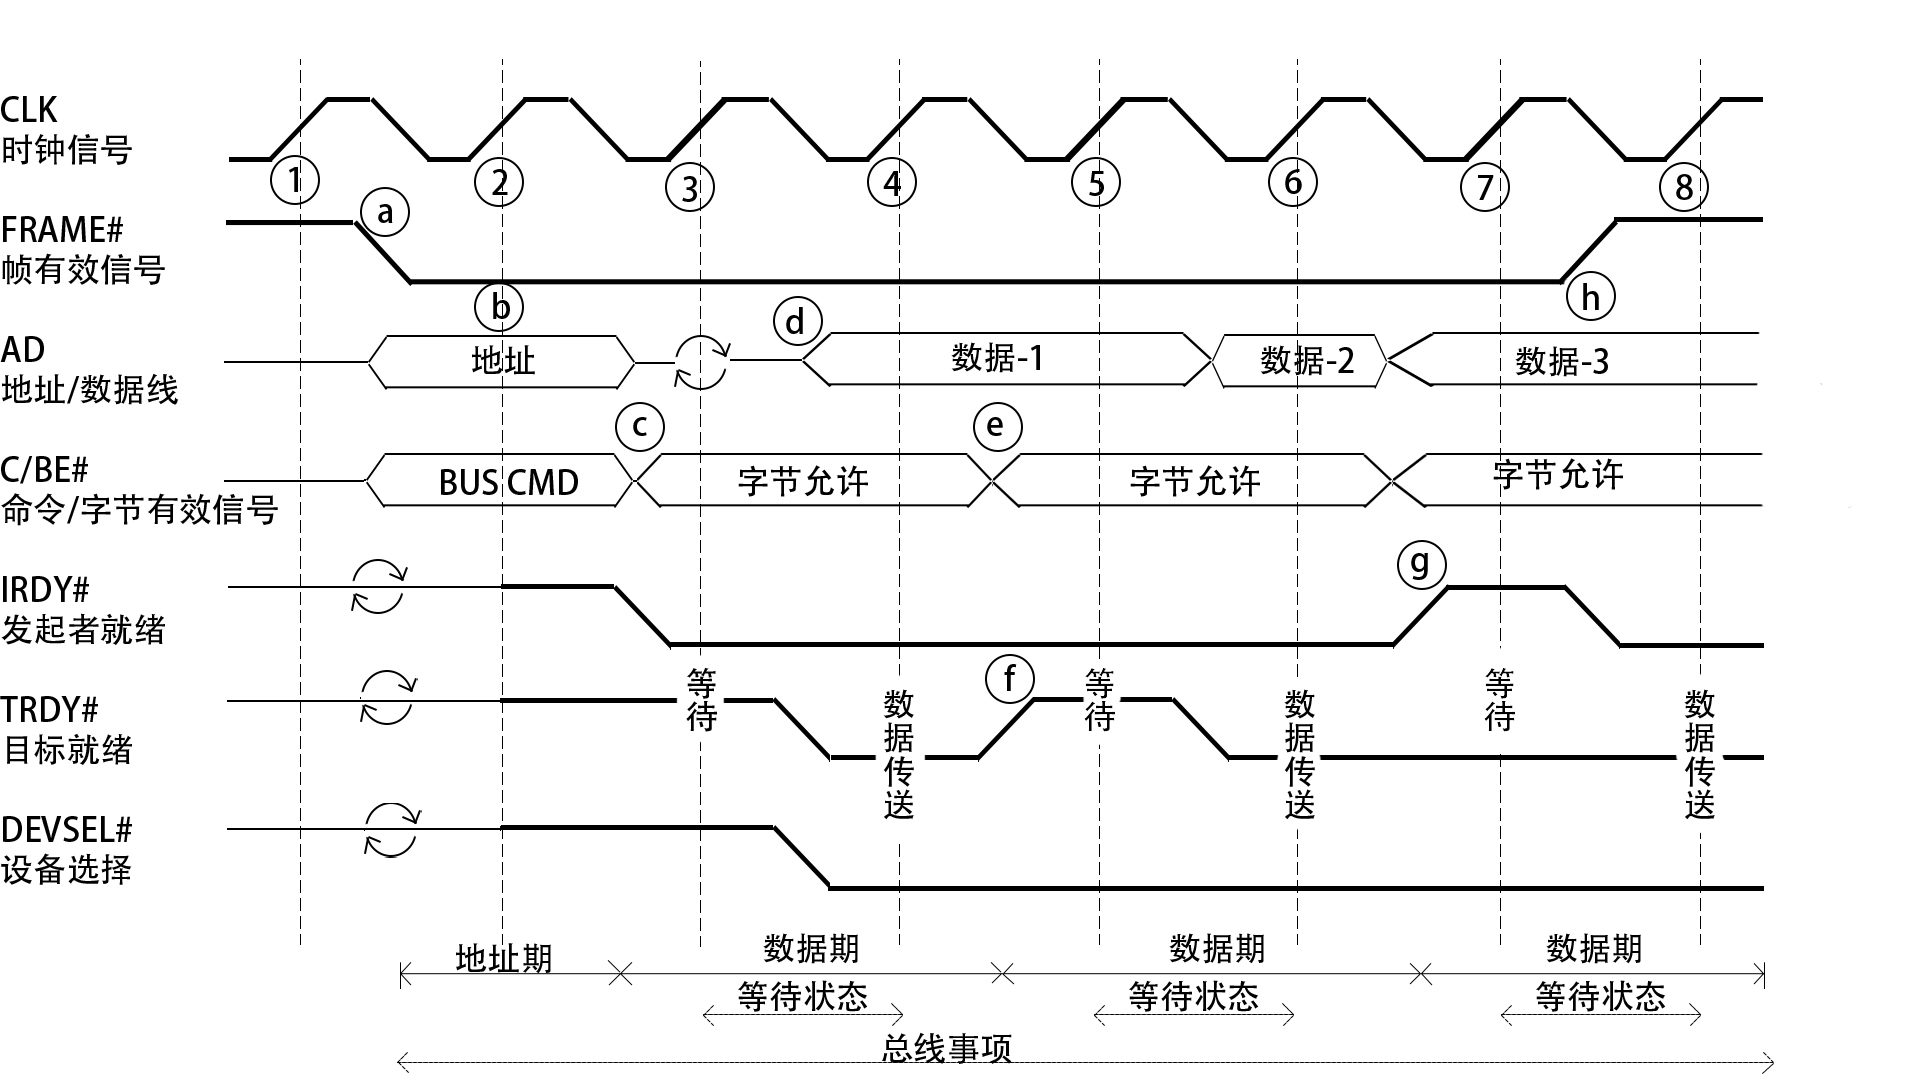 CLK
时钟信号
① ② ③ ④ ⑤ ⑥ ⑦ ⑧
FRAME#
帧有效信号
ⓐ
ⓑ ⓗ
AD
地址/数据线
ⓓ
地址 数据-1 数据-2 数据-3
C/BE#
命令/字节有效信号
ⓒ ⓔ
BUS CMD 字节允许 字节允许 字节允许
IRDY#
发起者就绪
ⓖ
TRDY#
目标就绪
ⓕ
等待 数据传送 等待 数据传送 等待 数据传送
DEVSEL#
设备选择
地址期 数据期 数据期 数据期
等待状态 等待状态 等待状态
总线事项